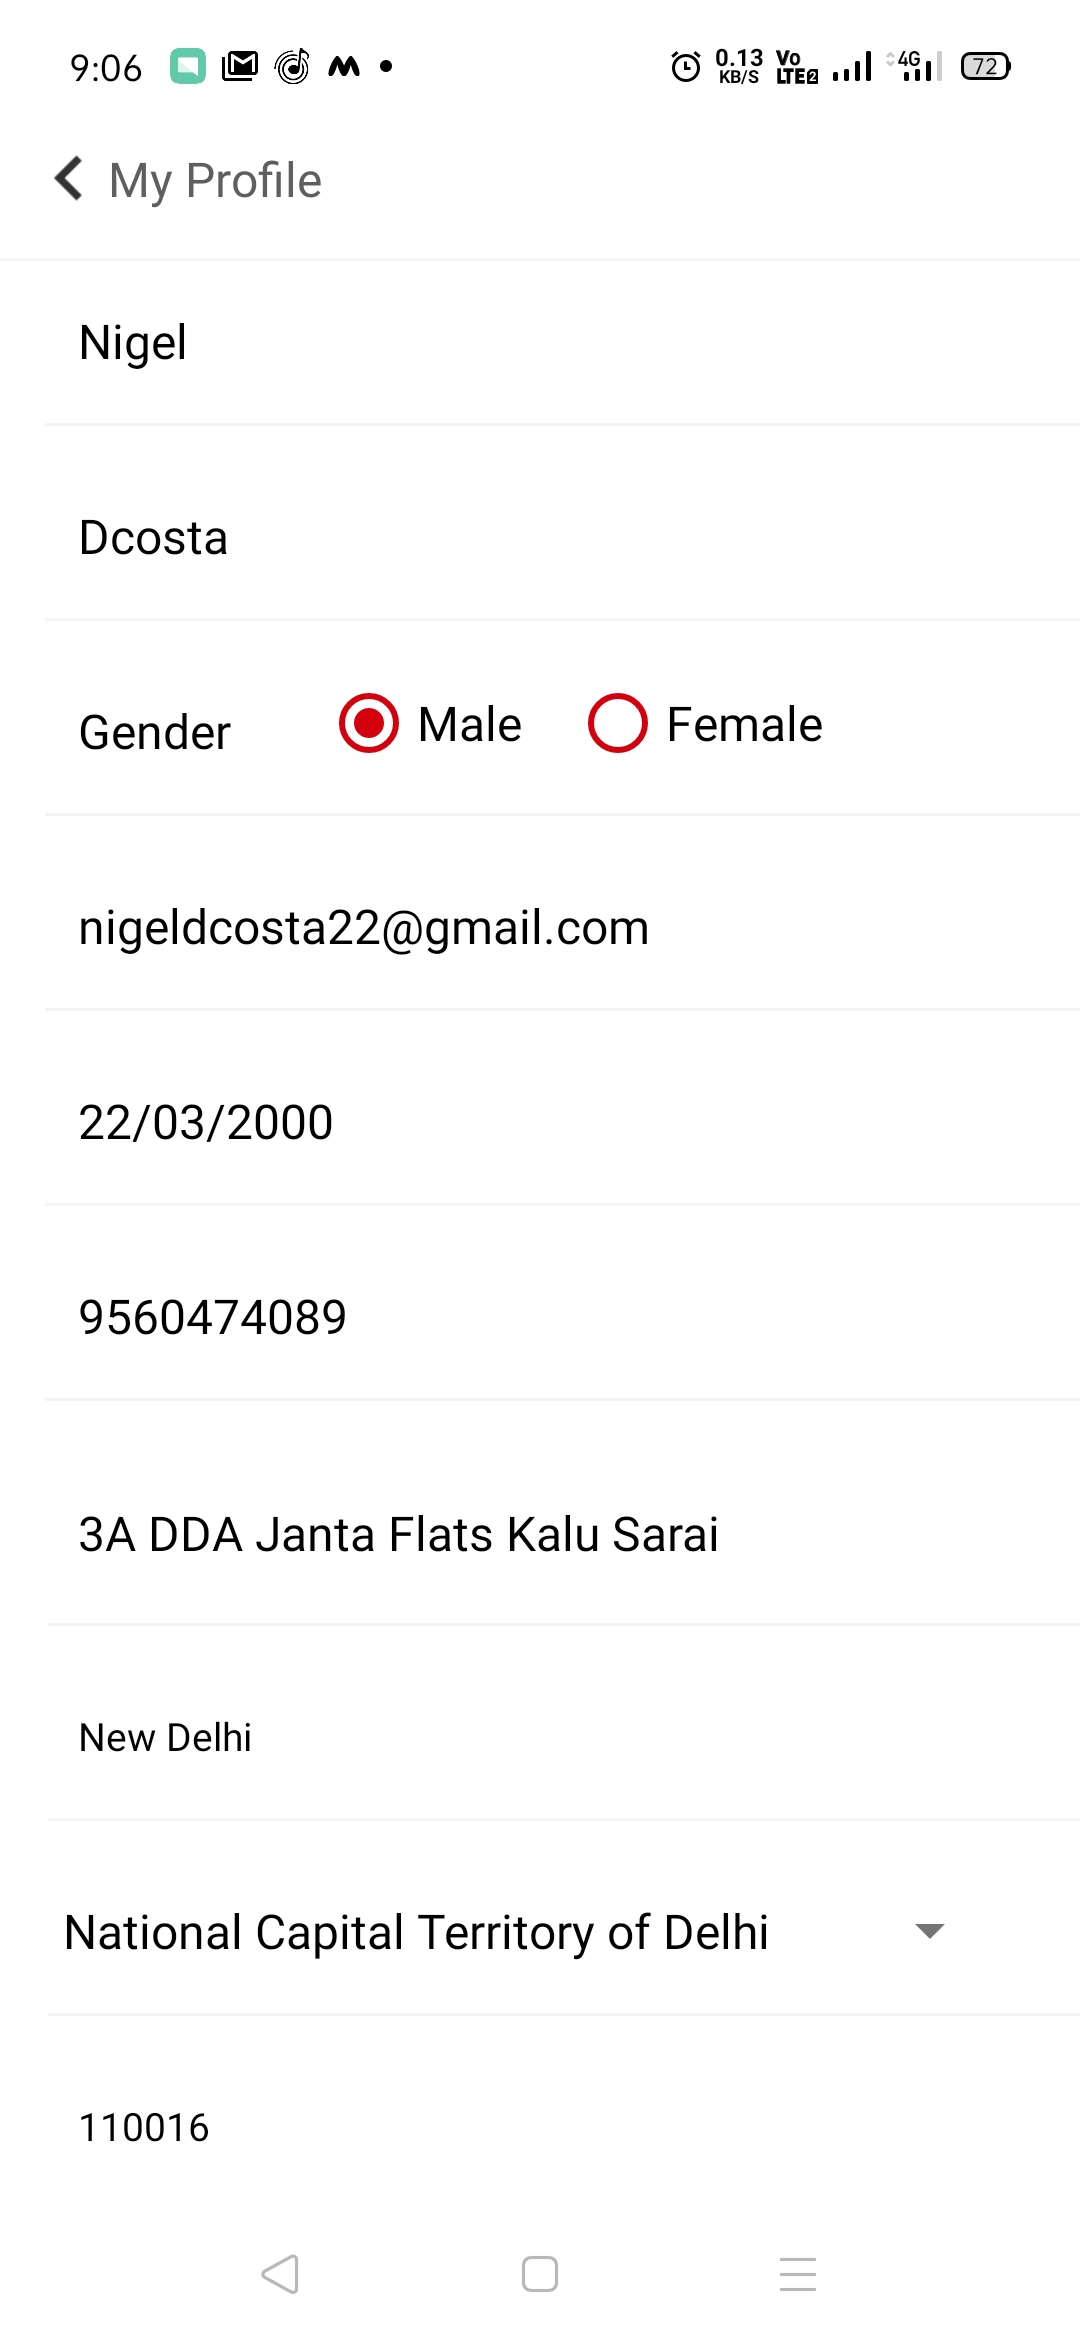 9:06 0.13 KB/S Vo LTE2 4G 72
My Profile
Nigel
Dcosta
Gender Male Female
nigeldcosta22@gmail.com
22/03/2000
9560474089
3A DDA Janta Flats Kalu Sarai
New Delhi
National Capital Territory of Delhi
110016